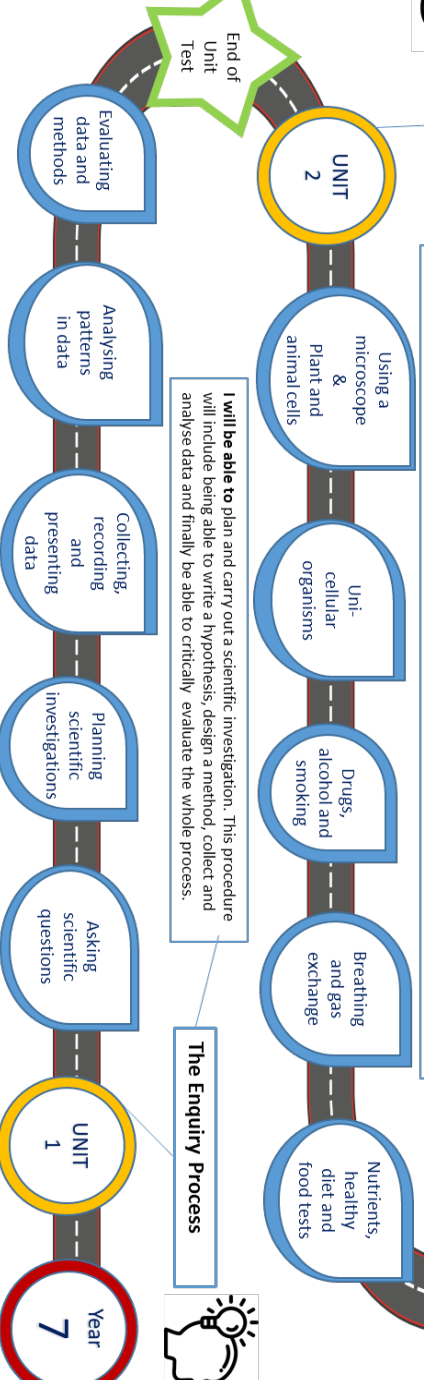 End of
Unit
Test
UNIT
2
Using a
microscope
&
Plant and
animal cells
Uni-
cellular
organisms
Drugs,
alcohol and
smoking
Breathing
and gas
exchange
Nutrients,
healthy
diet and
food tests
I will be able to plan and carry out a scientific investigation. This procedure
will include being able to write a hypothesis, design a method, collect and
analyse data and finally be able to critically evaluate the whole process.
The Enquiry Process
Evaluating
data and
methods
Analysing
patterns
in data
Collecting,
recording
and
presenting
data
Planning
scientific
investigations
Asking
scientific
questions
UNIT
1
Year
7